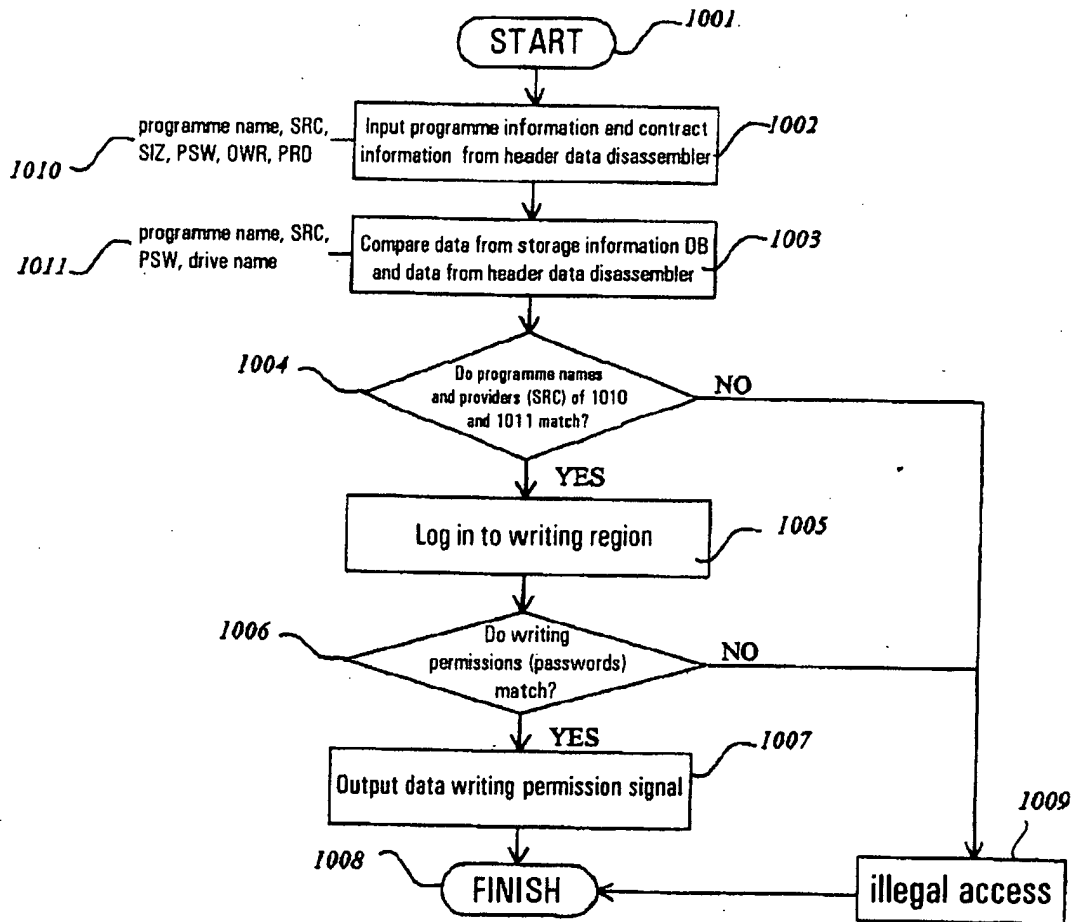 1001
START
programme name, SRC,
SIZ, PSW, OWR, PRD
1010
Input programme information and contract
information from header data disassembler
1002
programme name, SRC,
PSW, drive name
1011
Compare data from storage information DB
and data from header data disassembler
1003
1004
Do programme names
and providers (SRC) of 1010
and 1011 match?
NO
YES
Log in to writing region
1005
1006
Do writing
permissions (passwords)
match?
NO
YES
Output data writing permission signal
1007
1008
FINISH
1009
illegal access